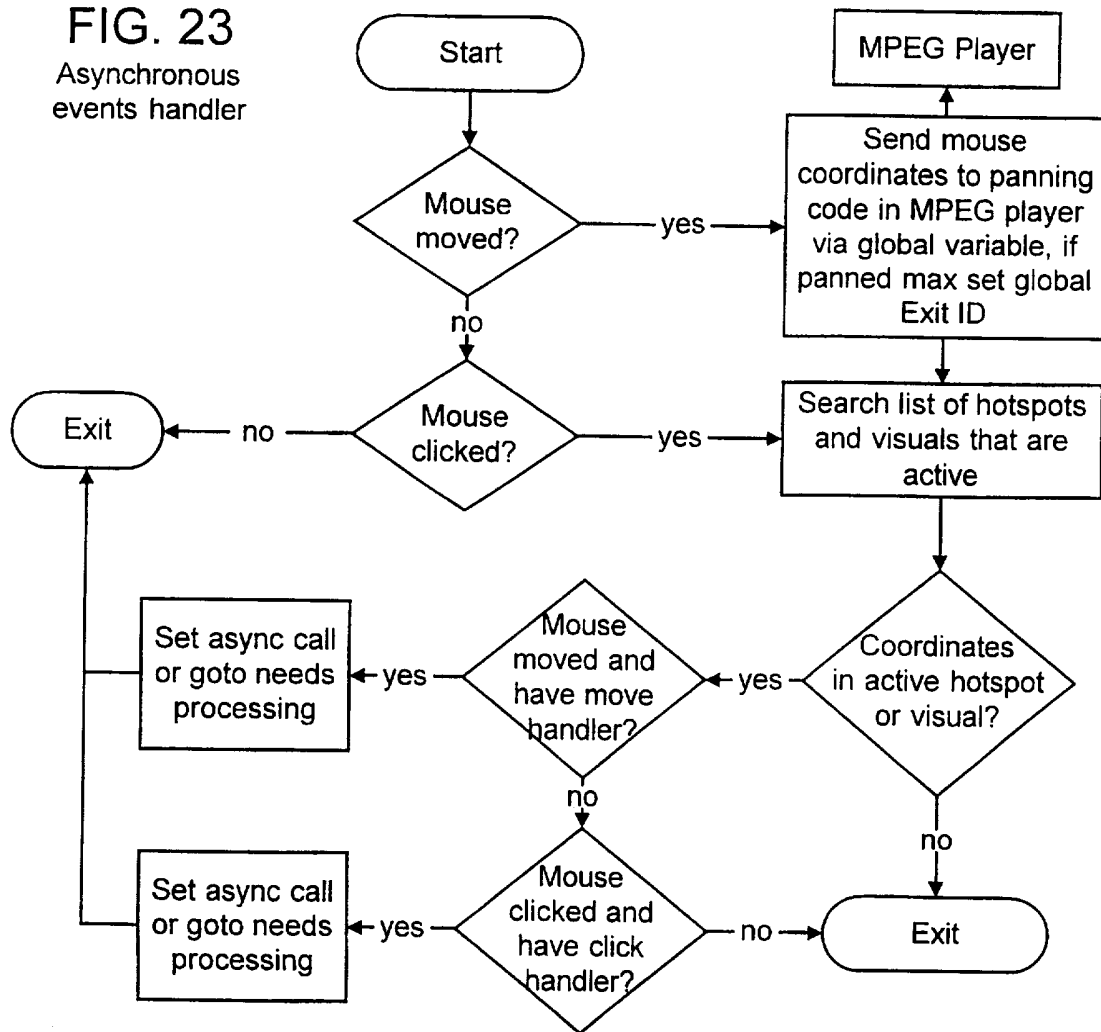 FIG. 23
Asynchronous
events handler
Start
MPEG Player
Mouse
moved?
yes
Send mouse
coordinates to panning
code in MPEG player
via global variable, if
panned max set global
Exit ID
no
Exit
no
Mouse
clicked?
yes
Search list of hotspots
and visuals that are
active
Set async call
or goto needs
processing
yes
Mouse
moved and
have move
handler?
yes
Coordinates
in active hotspot
or visual?
no
no
Set async call
or goto needs
processing
yes
Mouse
clicked and
have click
handler?
no
Exit